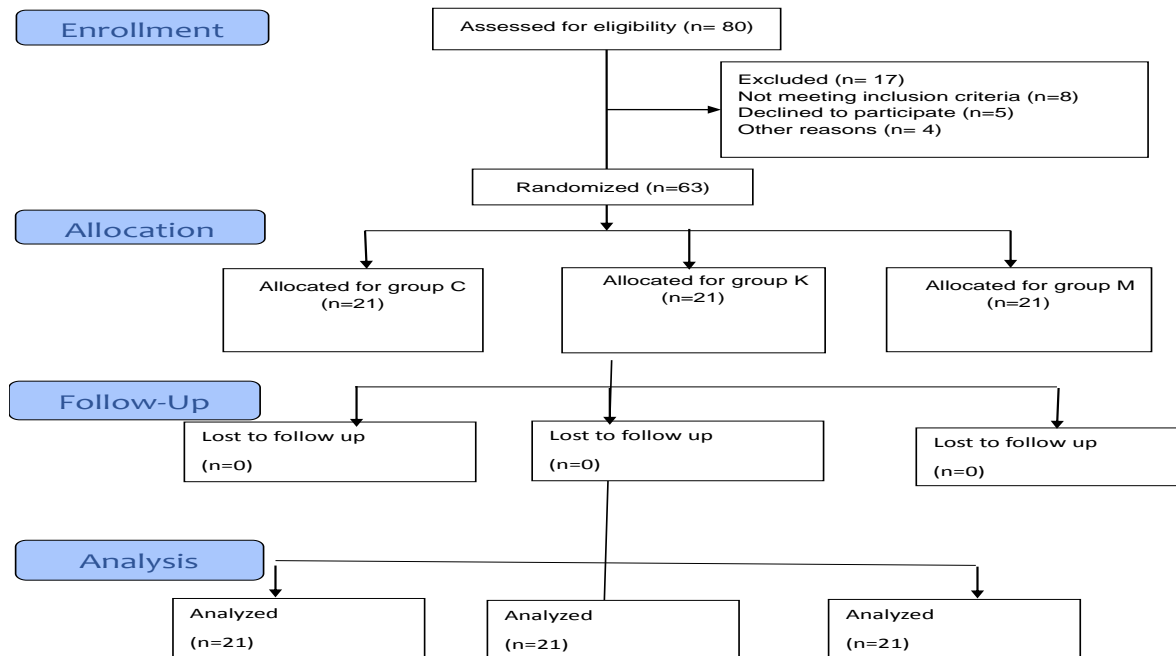 Enrollment
Assessed for eligibility (n= 80)
Excluded (n= 17)
Not meeting inclusion criteria (n=8)
Declined to participate (n=5)
Other reasons (n= 4)
Randomized (n=63)
Allocation
Allocated for group C
(n=21)
Allocated for group K
(n=21)
Allocated for group M
(n=21)
Follow-Up
Lost to follow up
(n=0)
Lost to follow up
(n=0)
Lost to follow up
(n=0)
Analysis
Analyzed
(n=21)
Analyzed
(n=21)
Analyzed
(n=21)